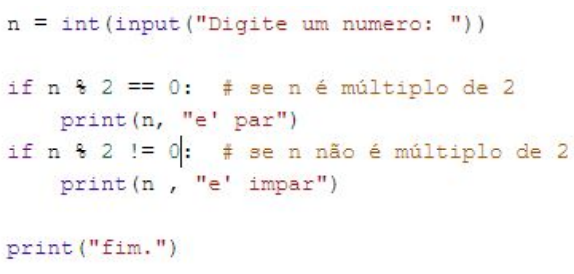 n = int(input("Digite um numero: "))
if n % 2 == 0:  # se n é múltiplo de 2
    print(n, "e' par")
if n % 2 != 0:  # se n não é múltiplo de 2
    print(n , "e' impar")
print("fim.")